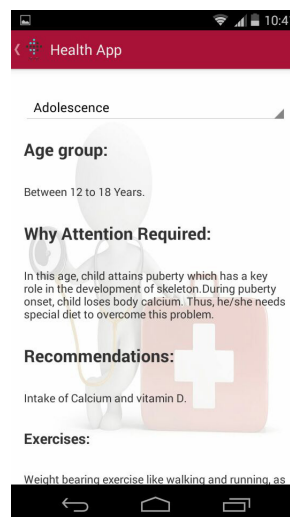 10:4
Health App
Adolescence
Age group:
Between 12 to 18 Years.
Why Attention Required:
In this age, child attains puberty which has a key
role in the development of skeleton.During puberty
onset, child loses body calcium. Thus, he/she needs
special diet to overcome this problem.
Recommendations:
Intake of Calcium and vitamin D.
Exercises:
Weight bearing exercise like walking and running, as